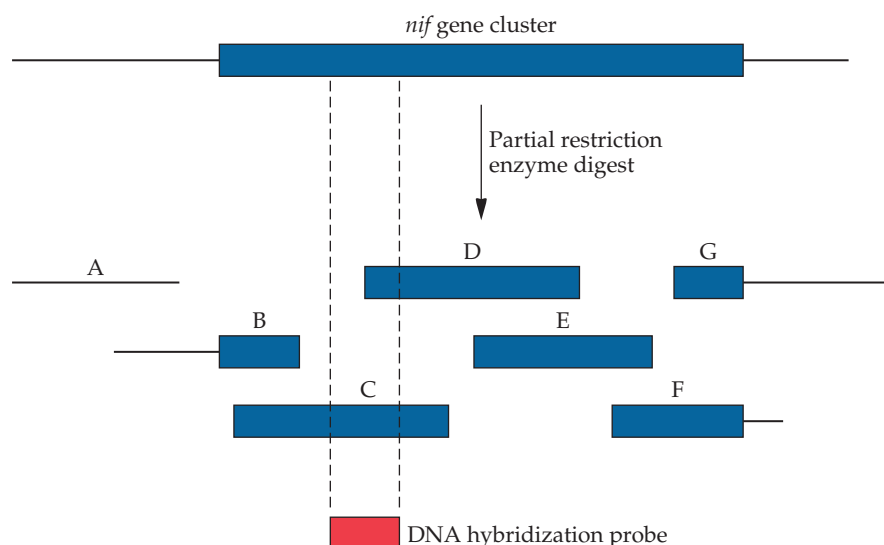 nif gene cluster
Partial restriction
enzyme digest
A
D
G
B
E
C
F
DNA hybridization probe